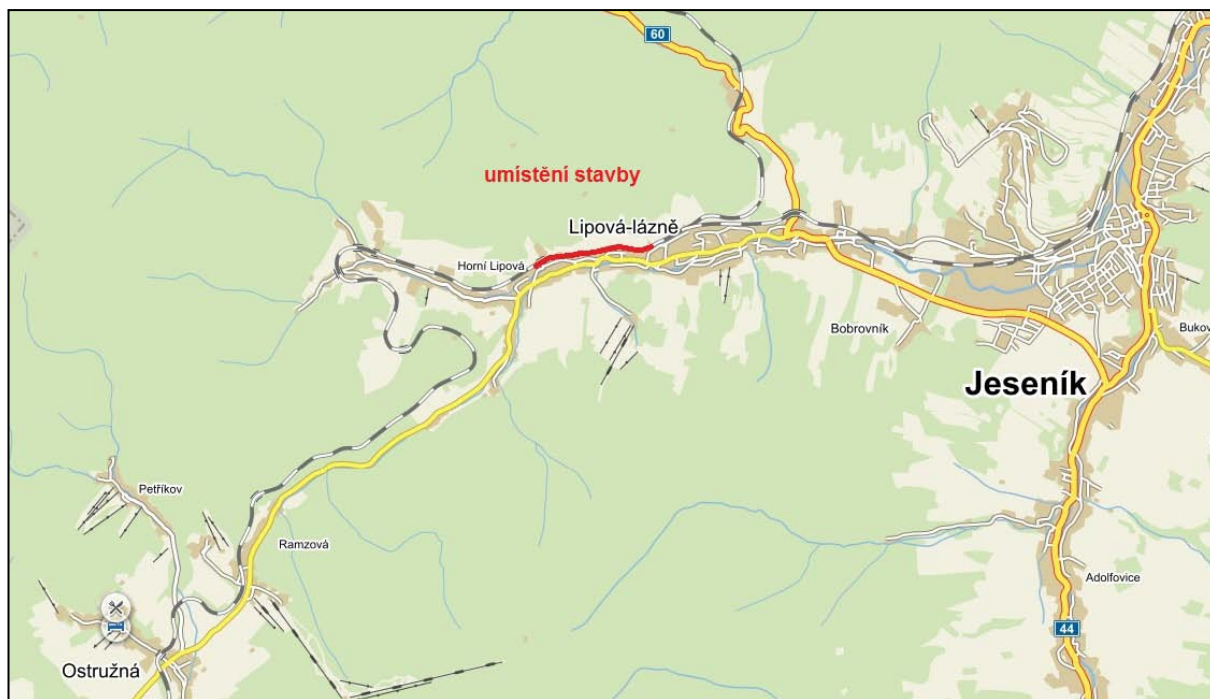 60
umístění stavby
Lipová-lázně
Horní Lipová
Bobrovník
Bukov
Jeseník
Petříkov
Ramzová
Adolfovice
44
Ostružná